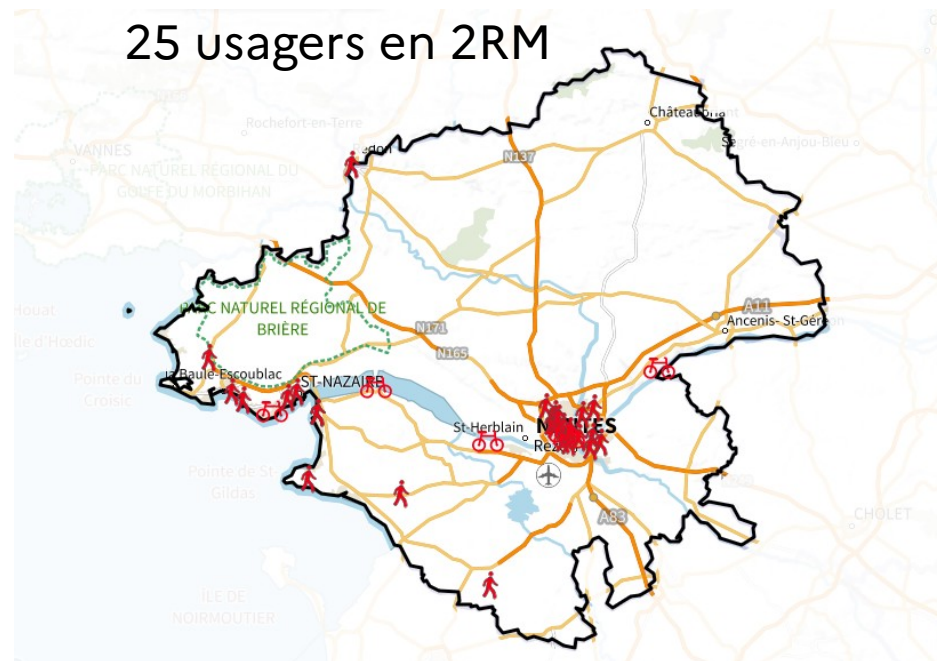 25 usagers en 2RM
Châteaubriant
Rochefort-en-Terre
N137
Segré-en-Anjou-Bleu
VANNES
PARC NATUREL RÉGIONAL DU
GOLFE DU MORBIHAN
PARC NATUREL RÉGIONAL DE
BRIÈRE
A11
Ancenis- St-Géréon
N171
Île d'Hœdic
N165
La Baule-Escoublac
ST-NAZAIRE
Pointe du
Croisic
St-Herblain
NANTES
Pointe de St-
Gildas
A83
CHOLET
ÎLE DE
NOIRMOUTIER